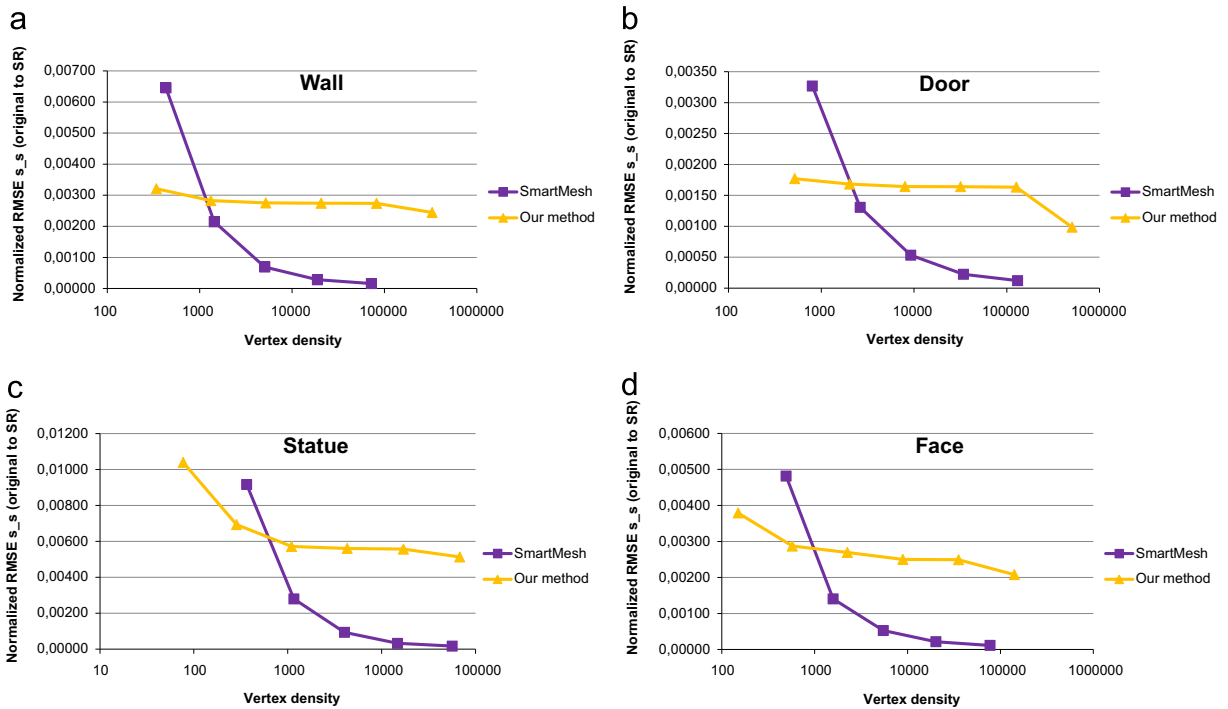 a
Wall
Normalized RMSE s_s (original to SR)
0,00700
0,00600
0,00500
0,00400
0,00300
0,00200
0,00100
0,00000
100
1000
10000
100000
1000000
Vertex density
SmartMesh
Our method
b
Door
Normalized RMSE s_s (original to SR)
0,00350
0,00300
0,00250
0,00200
0,00150
0,00100
0,00050
0,00000
100
1000
10000
100000
1000000
Vertex density
SmartMesh
Our method
c
Statue
Normalized RMSE s_s (original to SR)
0,01200
0,01000
0,00800
0,00600
0,00400
0,00200
0,00000
10
100
1000
10000
100000
Vertex density
SmartMesh
Our method
d
Face
Normalized RMSE s_s (original to SR)
0,00600
0,00500
0,00400
0,00300
0,00200
0,00100
0,00000
100
1000
10000
100000
1000000
Vertex density
SmartMesh
Our method